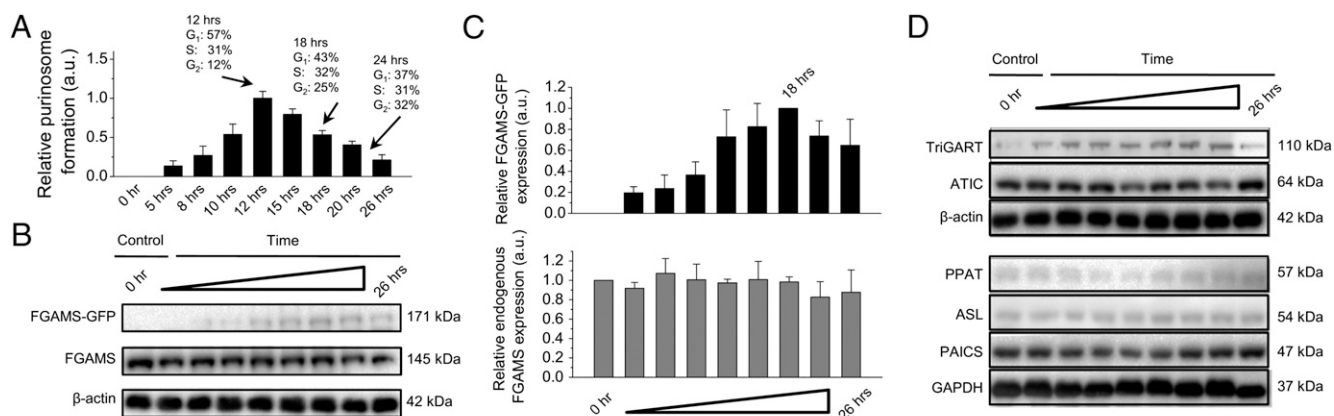 A
Relative purinosome
formation (a.u.)
1.5
1.0
0.5
0
12 hrs
G1: 57%
S: 31%
G2: 12%
18 hrs
G1: 43%
S: 32%
G2: 25%
24 hrs
G1: 37%
S: 31%
G2: 32%
0 hr
5 hrs
8 hrs
10 hrs
12 hrs
15 hrs
18 hrs
20 hrs
26 hrs
B
Control
Time
0 hr
26 hrs
FGAMS-GFP
171 kDa
FGAMS
145 kDa
β-actin
42 kDa
C
Relative FGAMS-GFP
expression (a.u.)
1.2
1.0
0.8
0.6
0.4
0.2
0
18 hrs
Relative endogenous
FGAMS expression (a.u.)
1.2
1.0
0.8
0.6
0.4
0.2
0
0 hr
26 hrs
D
Control
Time
0 hr
26 hrs
TriGART
110 kDa
ATIC
64 kDa
β-actin
42 kDa
PPAT
57 kDa
ASL
54 kDa
PAICS
47 kDa
GAPDH
37 kDa